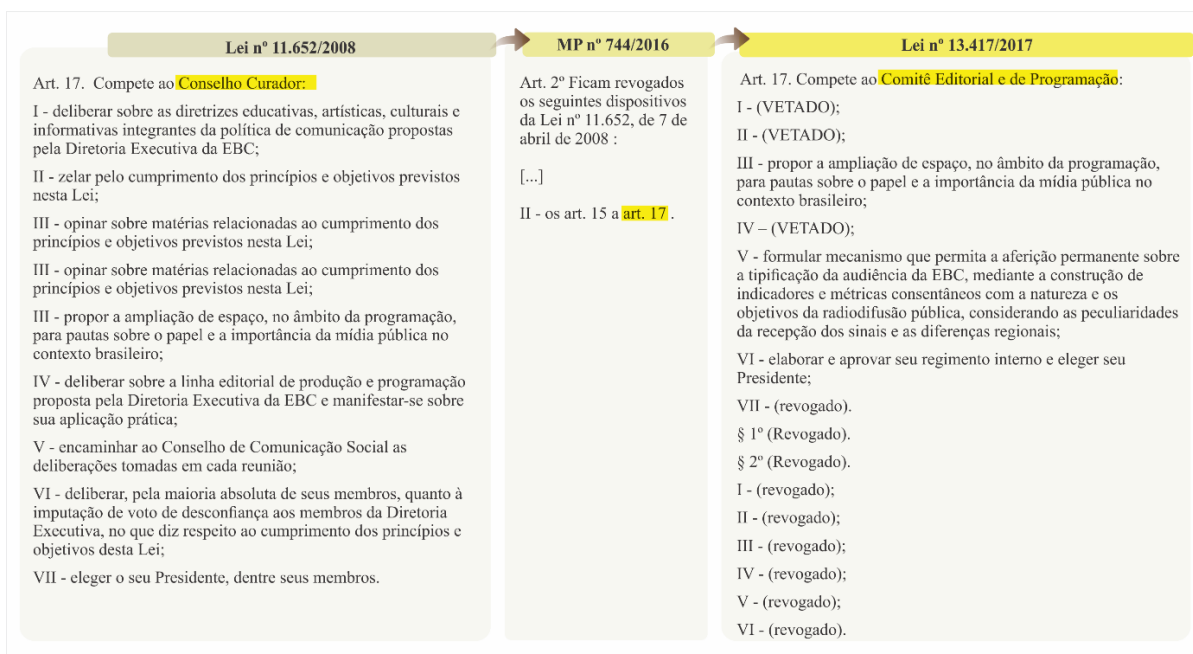 Lei nº 11.652/2008
Art. 17.  Compete ao Conselho Curador:
I - deliberar sobre as diretrizes educativas, artísticas, culturais e
informativas integrantes da política de comunicação propostas
pela Diretoria Executiva da EBC;
II - zelar pelo cumprimento dos princípios e objetivos previstos
nesta Lei;
III - opinar sobre matérias relacionadas ao cumprimento dos
princípios e objetivos previstos nesta Lei;
III - opinar sobre matérias relacionadas ao cumprimento dos
princípios e objetivos previstos nesta Lei;
III - propor a ampliação de espaço, no âmbito da programação,
para pautas sobre o papel e a importância da mídia pública no
contexto brasileiro;
IV - deliberar sobre a linha editorial de produção e programação
proposta pela Diretoria Executiva da EBC e manifestar-se sobre
sua aplicação prática;
V - encaminhar ao Conselho de Comunicação Social as
deliberações tomadas em cada reunião;
VI - deliberar, pela maioria absoluta de seus membros, quanto à
imputação de voto de desconfiança aos membros da Diretoria
Executiva, no que diz respeito ao cumprimento dos princípios e
objetivos desta Lei;
VII - eleger o seu Presidente, dentre seus membros.
MP nº 744/2016
Art. 2º Ficam revogados
os seguintes dispositivos
da Lei nº 11.652, de 7 de
abril de 2008 :
[...]
II - os art. 15 a art. 17 .
Lei nº 13.417/2017
Art. 17. Compete ao Comitê Editorial e de Programação:
I - (VETADO);
II - (VETADO);
III - propor a ampliação de espaço, no âmbito da programação,
para pautas sobre o papel e a importância da mídia pública no
contexto brasileiro;
IV – (VETADO);
V - formular mecanismo que permita a aferição permanente sobre
a tipificação da audiência da EBC, mediante a construção de
indicadores e métricas consentâneos com a natureza e os
objetivos da radiodifusão pública, considerando as peculiaridades
da recepção dos sinais e as diferenças regionais;
VI - elaborar e aprovar seu regimento interno e eleger seu
Presidente;
VII - (revogado).
§ 1º (Revogado).
§ 2º (Revogado).
I - (revogado);
II - (revogado);
III - (revogado);
IV - (revogado);
V - (revogado);
VI - (revogado).